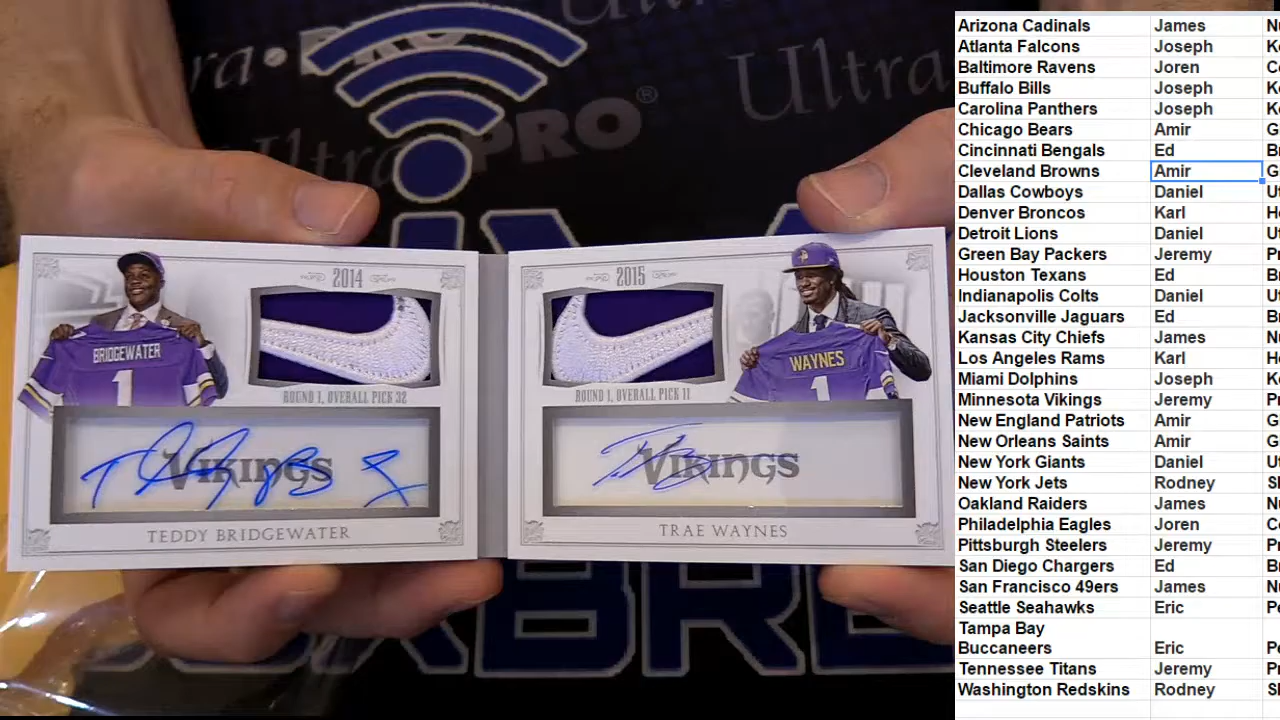 Ultra PRO®
Ultra
Ultra
2014
BRIDGEWATER
1
ROUND 1, OVERALL PICK 32
VIKINGS
TEDDY BRIDGEWATER
2015
WAYNES
1
ROUND 1, OVERALL PICK 11
VIKINGS
TRAE WAYNES
Arizona Cadinals James
Atlanta Falcons Joseph
Baltimore Ravens Joren
Buffalo Bills Joseph
Carolina Panthers Joseph
Chicago Bears Amir
Cincinnati Bengals Ed
Cleveland Browns Amir
Dallas Cowboys Daniel
Denver Broncos Karl
Detroit Lions Daniel
Green Bay Packers Jeremy
Houston Texans Ed
Indianapolis Colts Daniel
Jacksonville Jaguars Ed
Kansas City Chiefs James
Los Angeles Rams Karl
Miami Dolphins Joseph
Minnesota Vikings Jeremy
New England Patriots Amir
New Orleans Saints Amir
New York Giants Daniel
New York Jets Rodney
Oakland Raiders James
Philadelphia Eagles Joren
Pittsburgh Steelers Jeremy
San Diego Chargers Ed
San Francisco 49ers James
Seattle Seahawks Eric
Tampa Bay
Buccaneers Eric
Tennessee Titans Jeremy
Washington Redskins Rodney